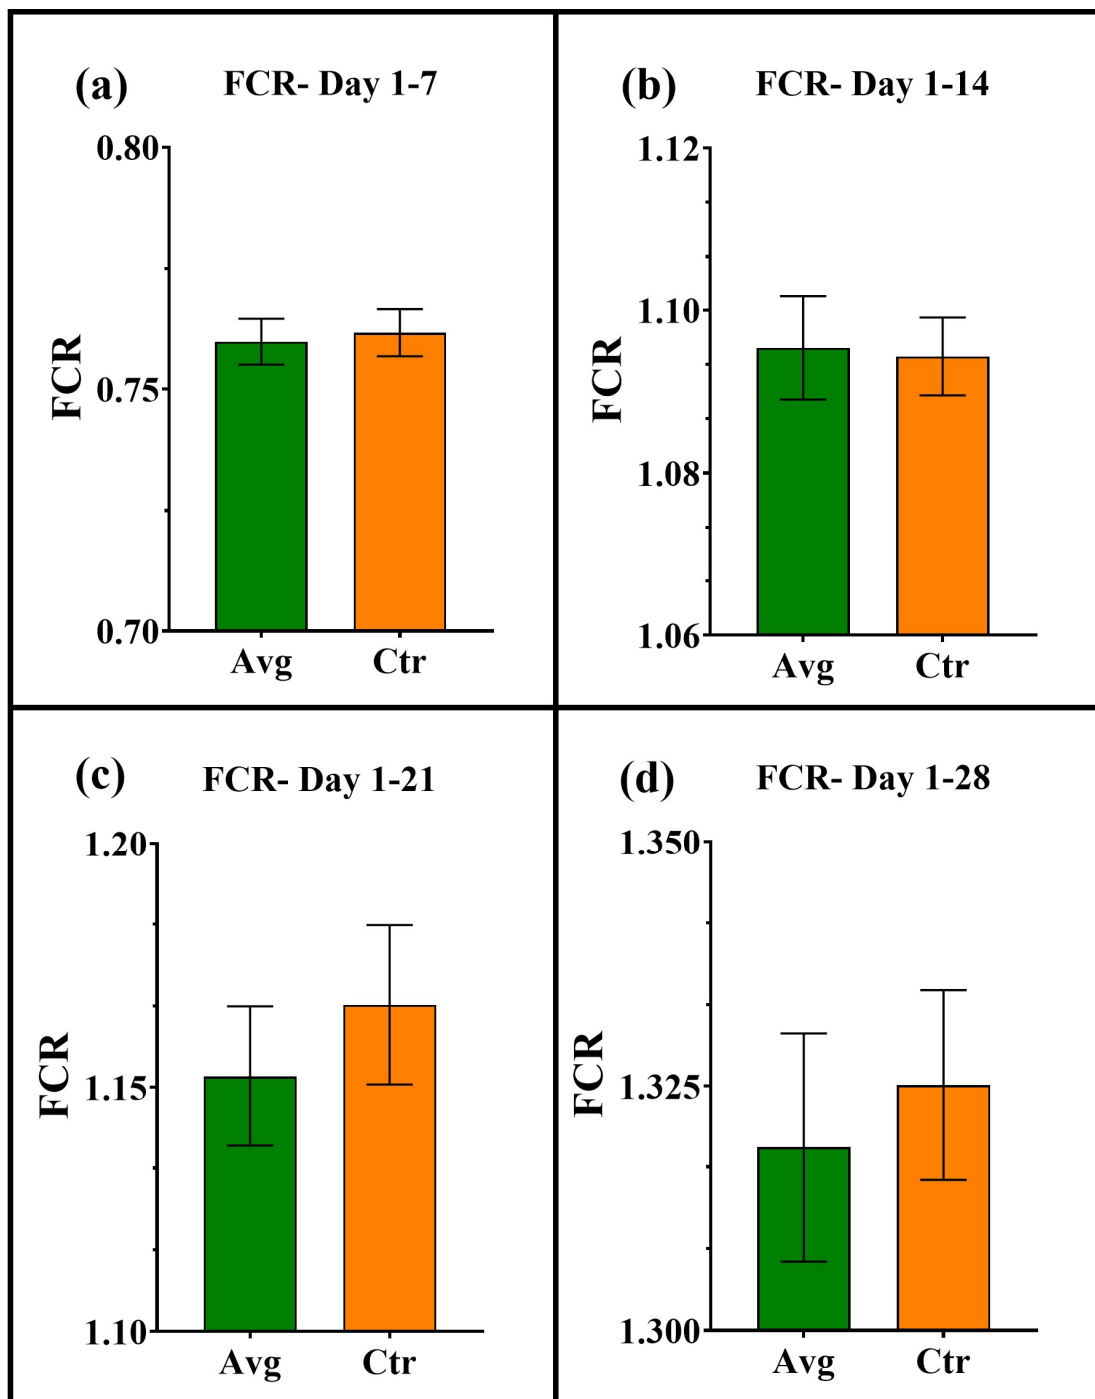 (a) FCR- Day 1-7
0.80
0.75
0.70
FCR
Avg Ctr
(b) FCR- Day 1-14
1.12
1.10
1.08
1.06
FCR
Avg Ctr
(c) FCR- Day 1-21
1.20
1.15
1.10
FCR
Avg Ctr
(d) FCR- Day 1-28
1.350
1.325
1.300
FCR
Avg Ctr